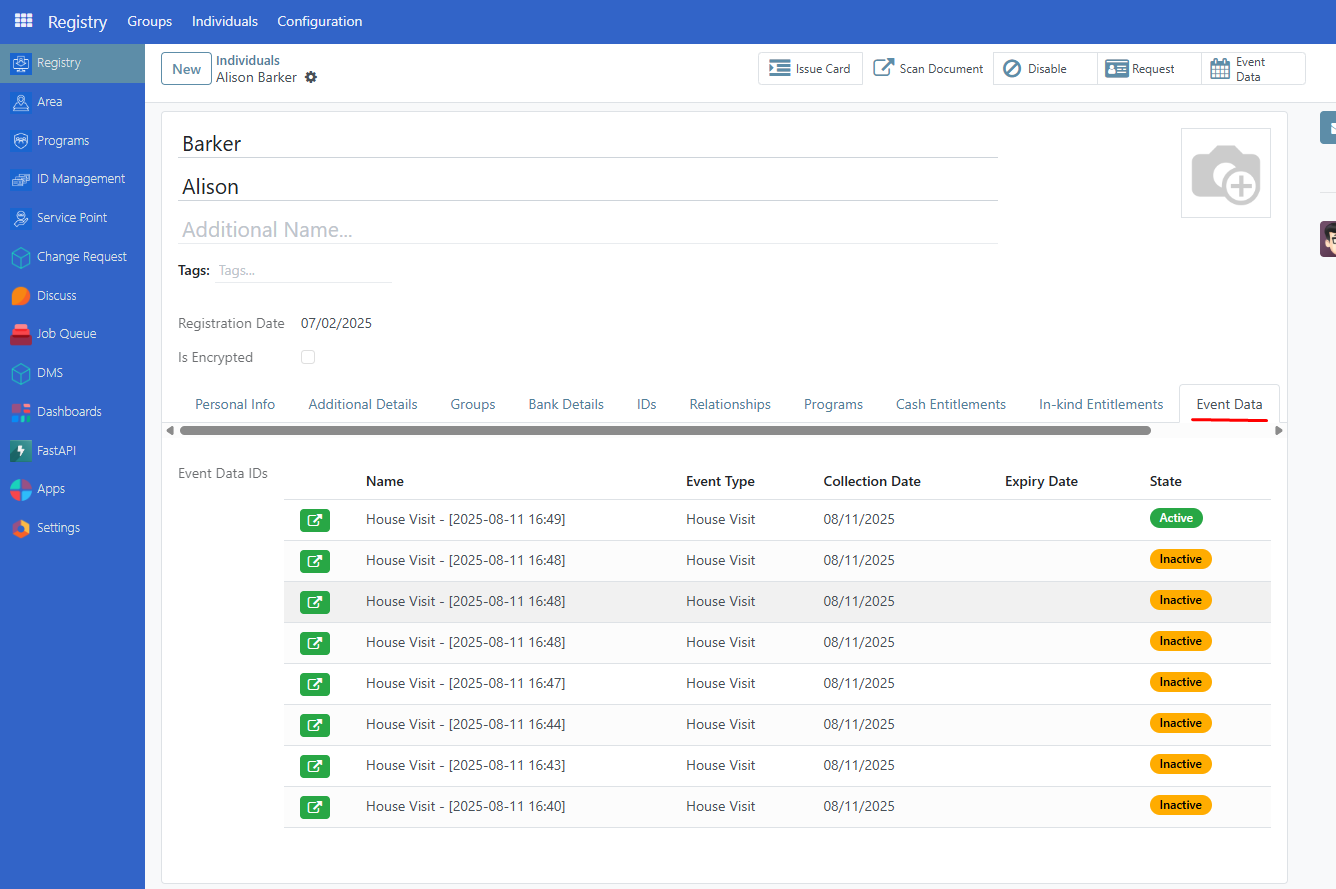 Registry Groups Individuals Configuration
Registry
Area
Programs
ID Management
Service Point
Change Request
Discuss
Job Queue
DMS
Dashboards
FastAPI
Apps
Settings
New
Individuals
Alison Barker
Issue Card
Scan Document
Disable
Request
Event
Data
Barker
Alison
Additional Name...
Tags: Tags...
Registration Date 07/02/2025
Is Encrypted
Personal Info Additional Details Groups Bank Details IDs Relationships Programs Cash Entitlements In-kind Entitlements Event Data
Event Data IDs
Name Event Type Collection Date Expiry Date State
House Visit - [2025-08-11 16:49] House Visit 08/11/2025 Active
House Visit - [2025-08-11 16:48] House Visit 08/11/2025 Inactive
House Visit - [2025-08-11 16:48] House Visit 08/11/2025 Inactive
House Visit - [2025-08-11 16:48] House Visit 08/11/2025 Inactive
House Visit - [2025-08-11 16:47] House Visit 08/11/2025 Inactive
House Visit - [2025-08-11 16:44] House Visit 08/11/2025 Inactive
House Visit - [2025-08-11 16:43] House Visit 08/11/2025 Inactive
House Visit - [2025-08-11 16:40] House Visit 08/11/2025 Inactive